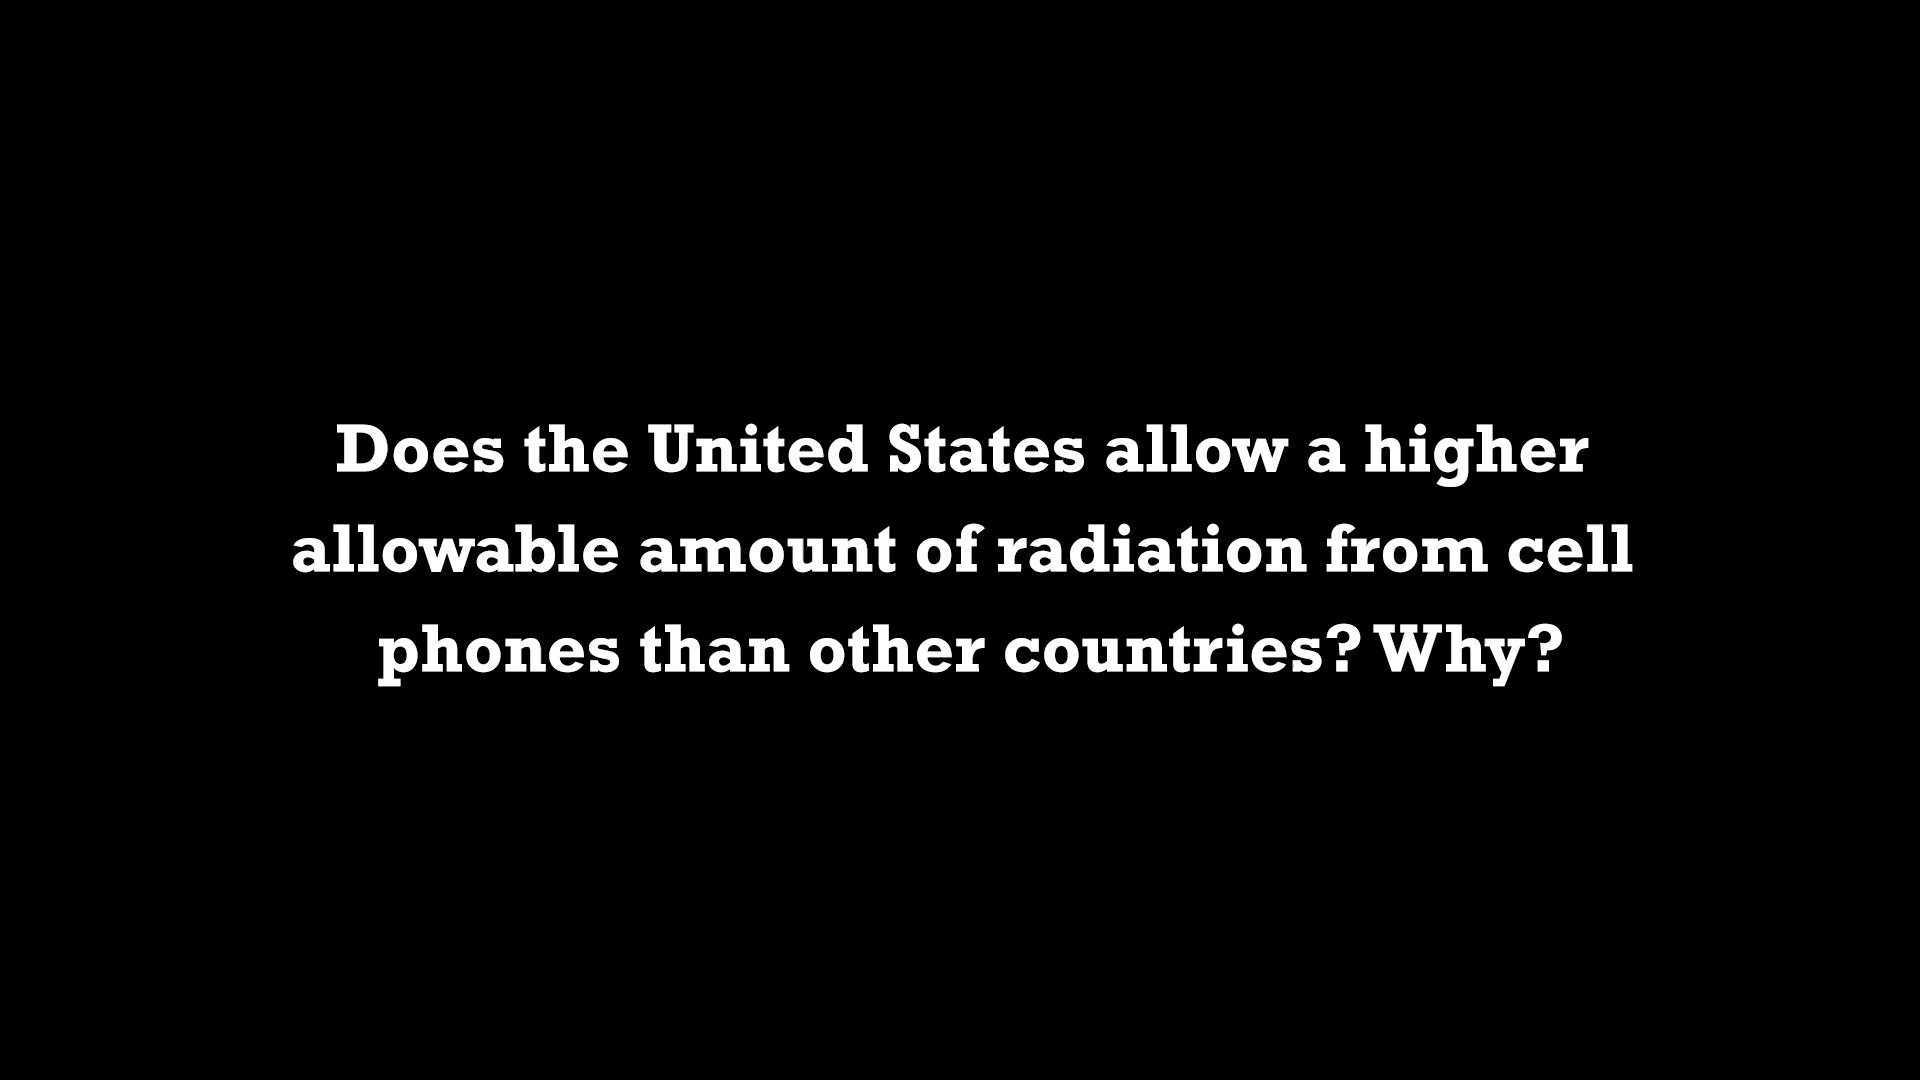 Does the United States allow a higher
allowable amount of radiation from cell
phones than other countries? Why?